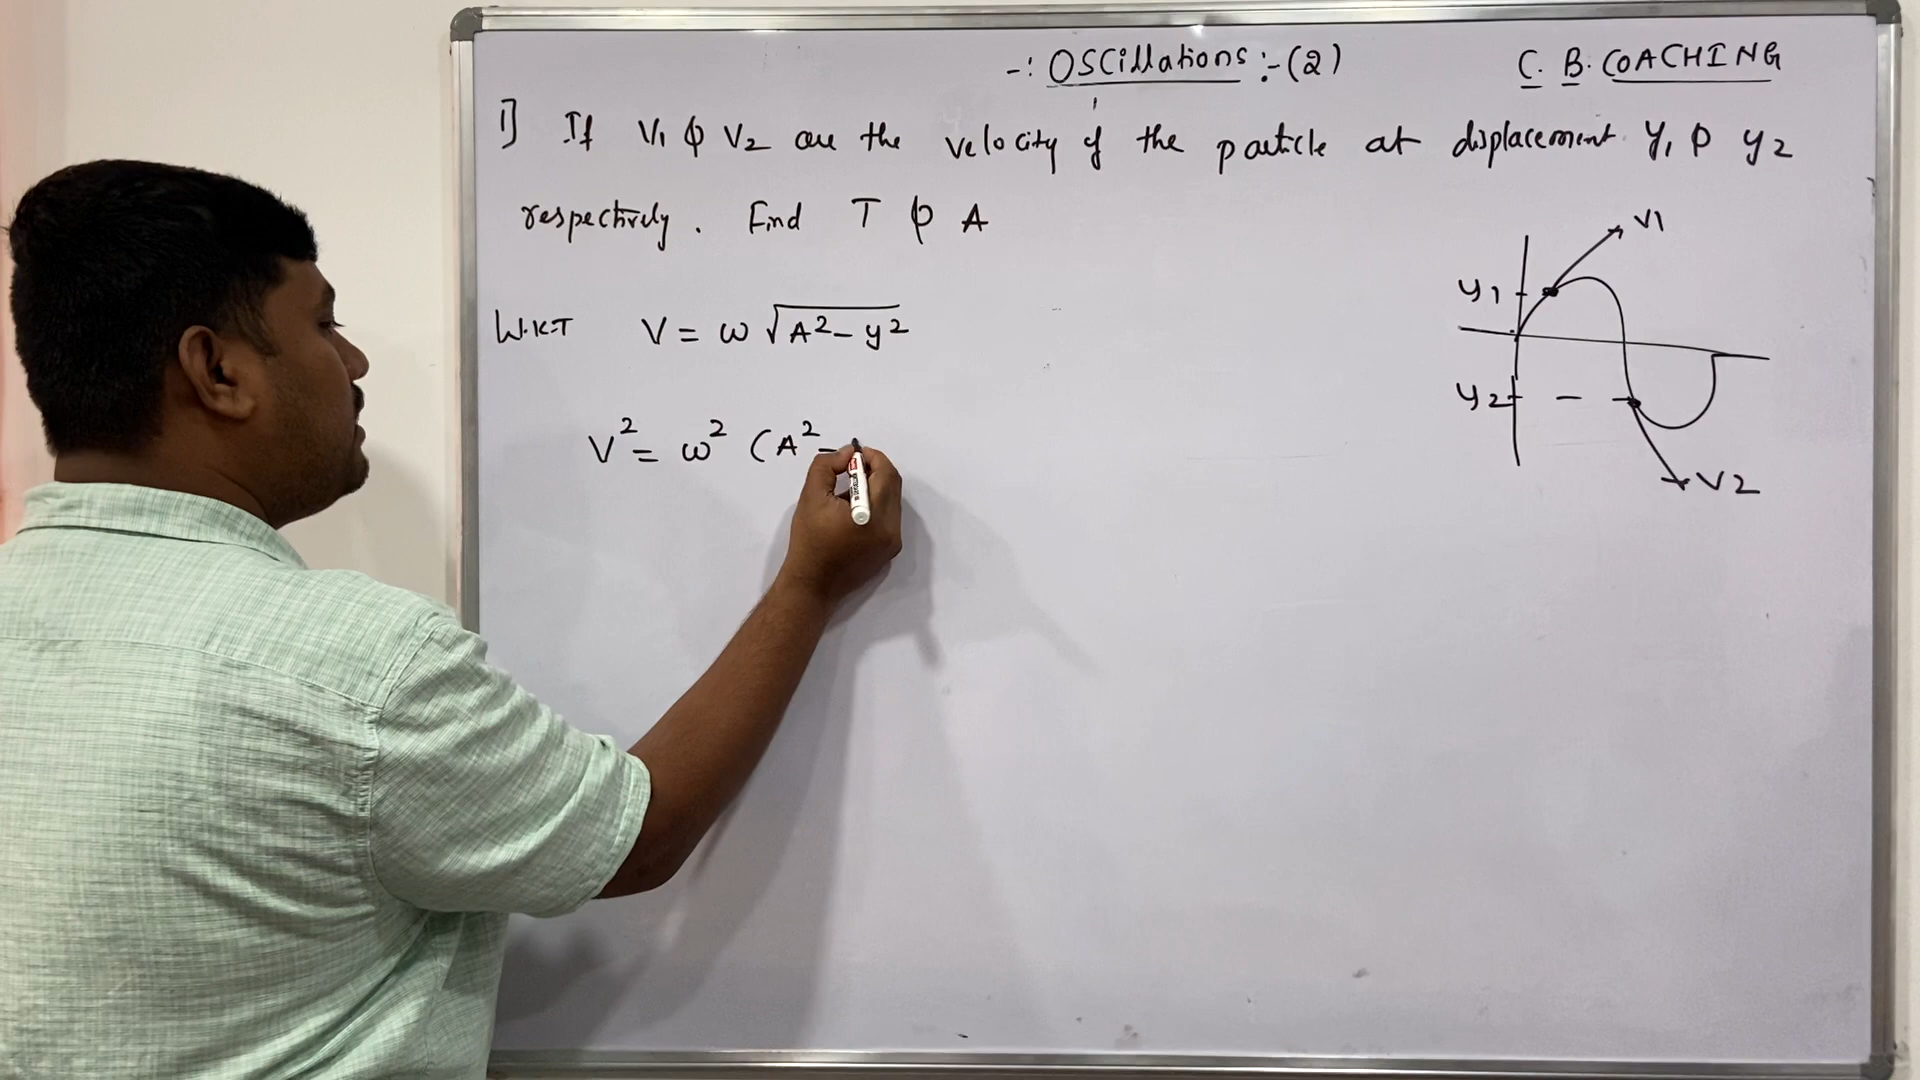 -: OSCillations :-(2)
C. B. COACHING
1] If V1 & V2 are the velocity of the particle at displacement y1 & y2
respectively. Find T & A
W.K.T V = ω √A² - y²
V² = ω² (A² -
V1
y1
y2
V2